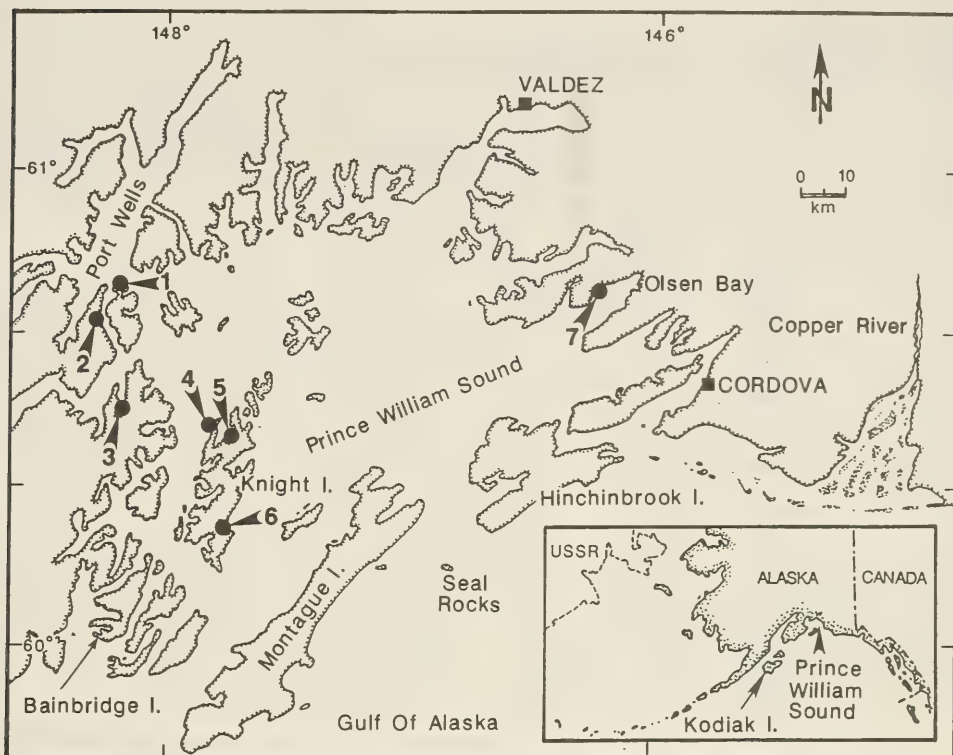 148°
146°
N
VALDEZ
61°
0 10
km
Port Wells
1
Olsen Bay
2
7
Copper River
4
5
Prince William Sound
CORDOVA
3
Knight I.
Hinchinbrook I.
6
Montague I.
Seal
Rocks
60°
Bainbridge I.
Gulf Of Alaska
USSR
ALASKA
CANADA
Prince
William
Sound
Kodiak I.